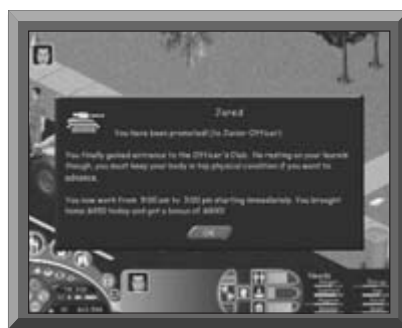 Jared
You have been promoted! (to Junior Officer)
You finally gained entrance to the Officer's Club. No resting on your laurels
though, you must keep your body in top physical condition if you want to
advance.
You now work from 9:00 am to 3:00 pm starting immediately. You brought
home today and got a bonus of
OK